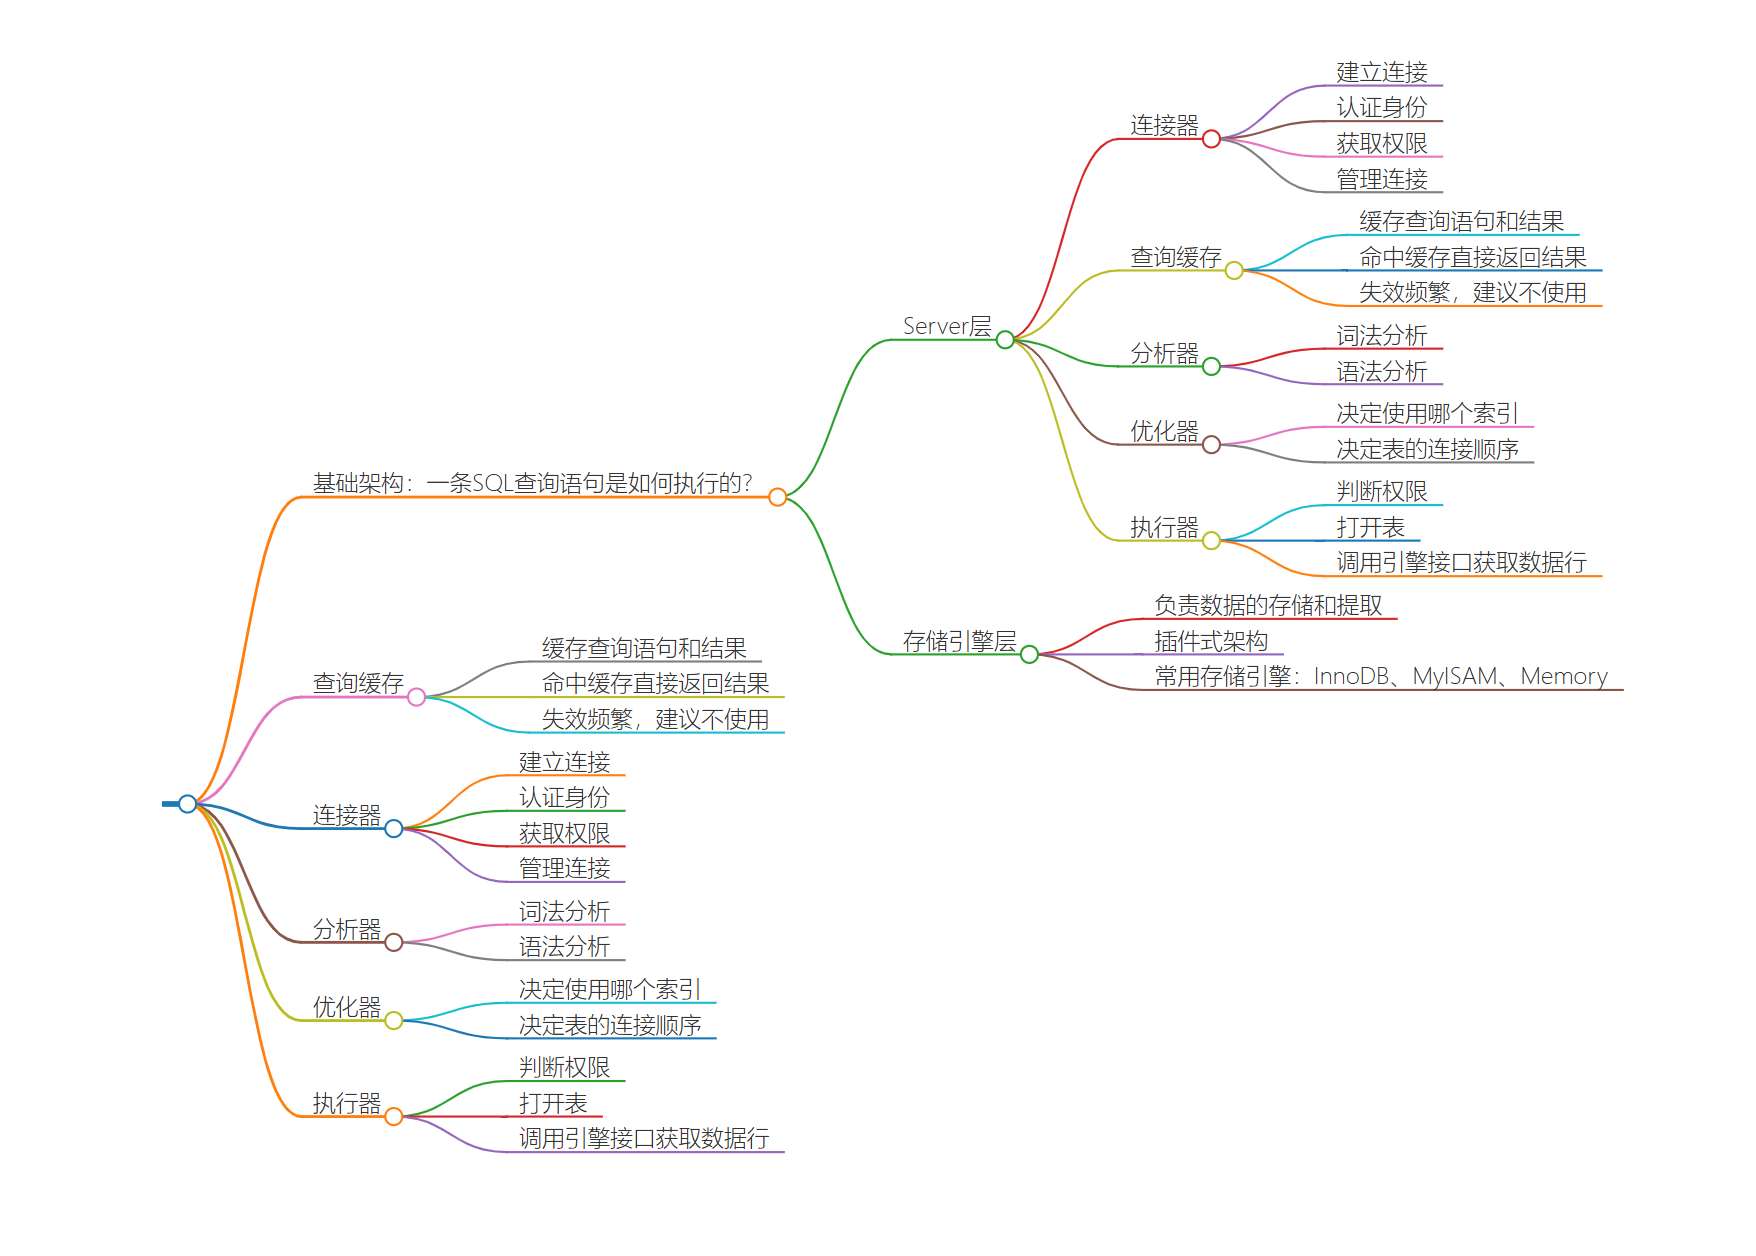 基础架构：一条SQL查询语句是如何执行的？
Server层
连接器
建立连接
认证身份
获取权限
管理连接
查询缓存
缓存查询语句和结果
命中缓存直接返回结果
失效频繁，建议不使用
分析器
词法分析
语法分析
优化器
决定使用哪个索引
决定表的连接顺序
执行器
判断权限
打开表
调用引擎接口获取数据行
存储引擎层
负责数据的存储和提取
插件式架构
常用存储引擎：InnoDB、MyISAM、Memory
查询缓存
缓存查询语句和结果
命中缓存直接返回结果
失效频繁，建议不使用
连接器
建立连接
认证身份
获取权限
管理连接
分析器
词法分析
语法分析
优化器
决定使用哪个索引
决定表的连接顺序
执行器
判断权限
打开表
调用引擎接口获取数据行